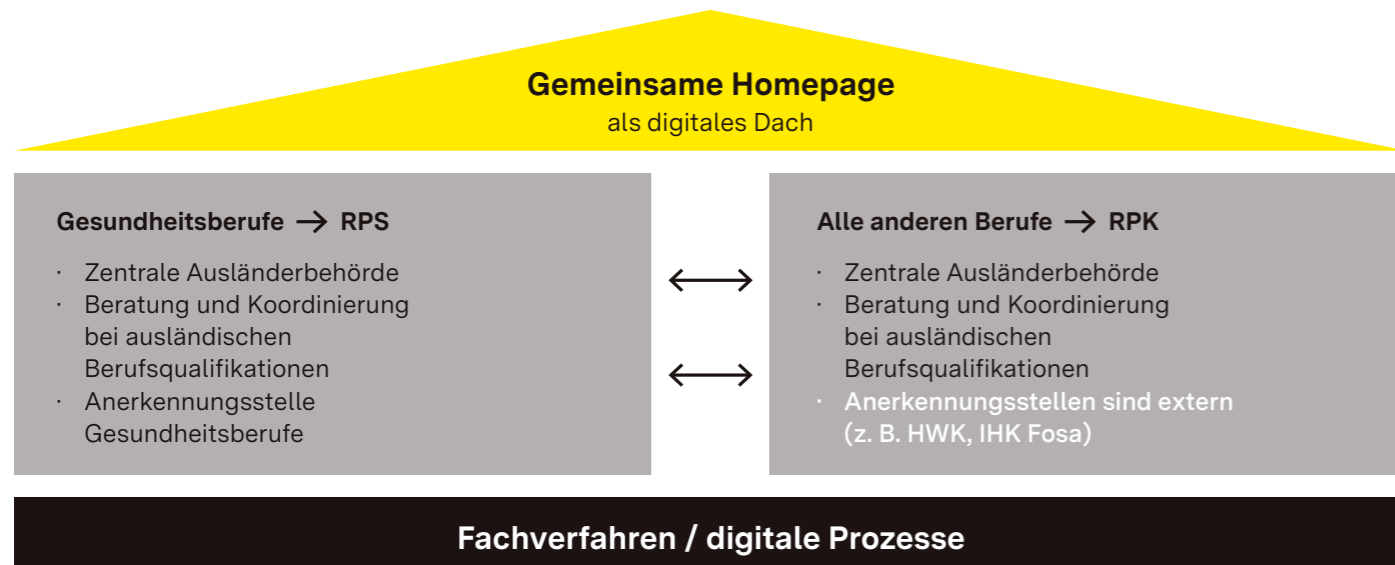 Gemeinsame Homepage
als digitales Dach
Gesundheitsberufe → RPS
· Zentrale Ausländerbehörde
· Beratung und Koordinierung
bei ausländischen
Berufsqualifikationen
· Anerkennungsstelle
Gesundheitsberufe
Alle anderen Berufe → RPK
· Zentrale Ausländerbehörde
· Beratung und Koordinierung
bei ausländischen
Berufsqualifikationen
· Anerkennungsstellen sind extern
(z. B. HWK, IHK Fosa)
Fachverfahren / digitale Prozesse